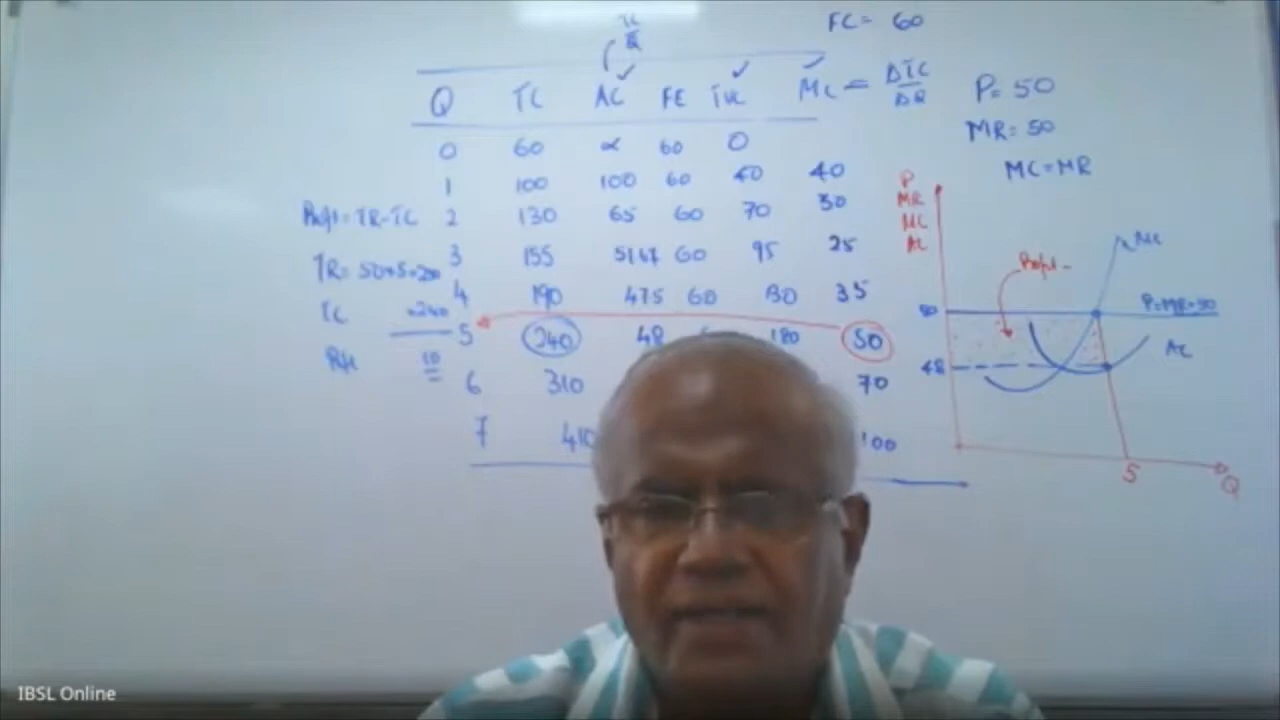 TC
Q
FC = 60
Q TC AC FC TVC MC = ΔTC
ΔQ
P = 50
MR = 50
MC = MR
0 60 ∝ 60 0
1 100 100 60 40 40
Profit = TR - TC 2 130 65 60 70 30
3 155 51.67 60 95 25
TR = 50×5 = 250
4 190 475 60 130 35
TC = 240
5 240 48 180 50
10
6 310 70
7 410 100
P
MR
MC
AC
MC
Profit
50
P=MR=50
AC
48
5
Q
IBSL Online